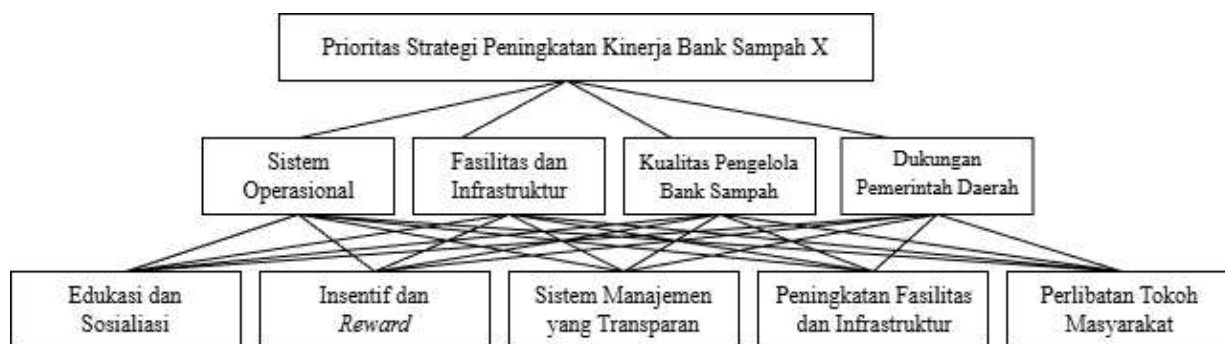 Prioritas Strategi Peningkatan Kinerja Bank Sampah X
Sistem
Operasional
Fasilitas dan
Infrastruktur
Kualitas Pengelola
Bank Sampah
Dukungan
Pemerintah Daerah
Edukasi dan
Sosialiasi
Insentif dan
Reward
Sistem Manajemen
yang Transparan
Peningkatan Fasilitas
dan Infrastruktur
Perlibatan Tokoh
Masyarakat